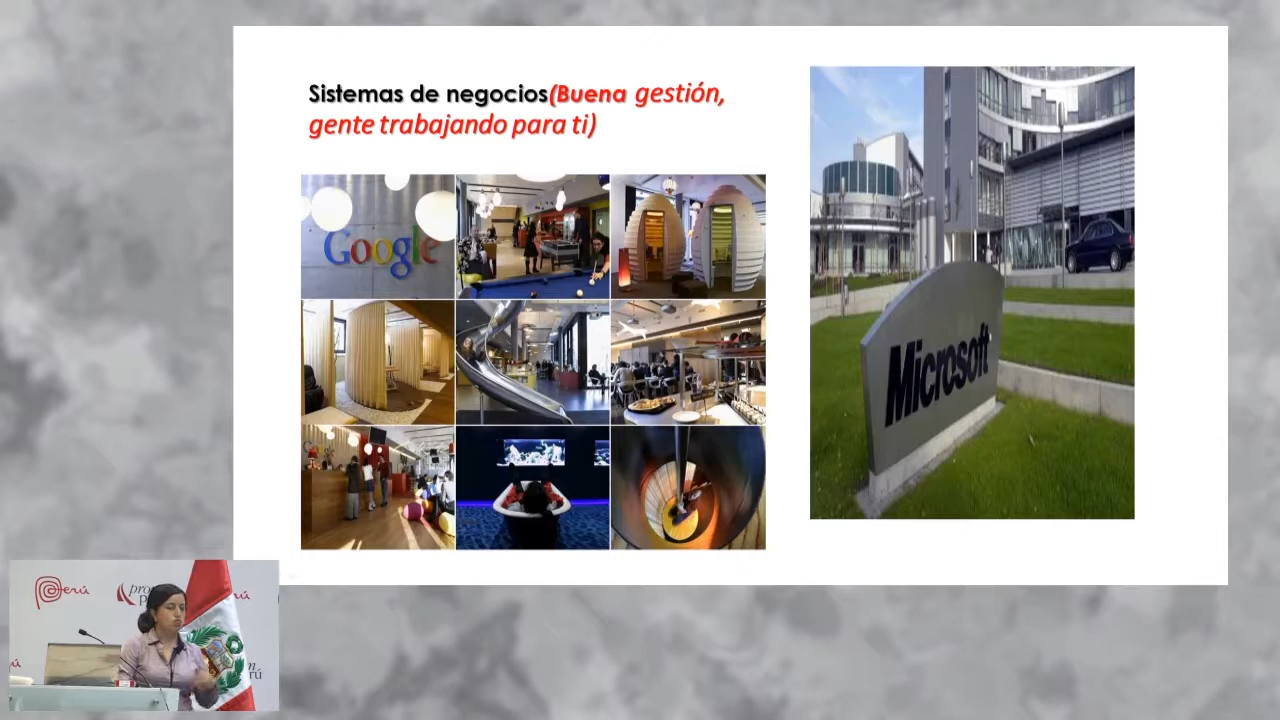 Sistemas de negocios(Buena gestión,
gente trabajando para ti)
Google
Microsoft
Perú